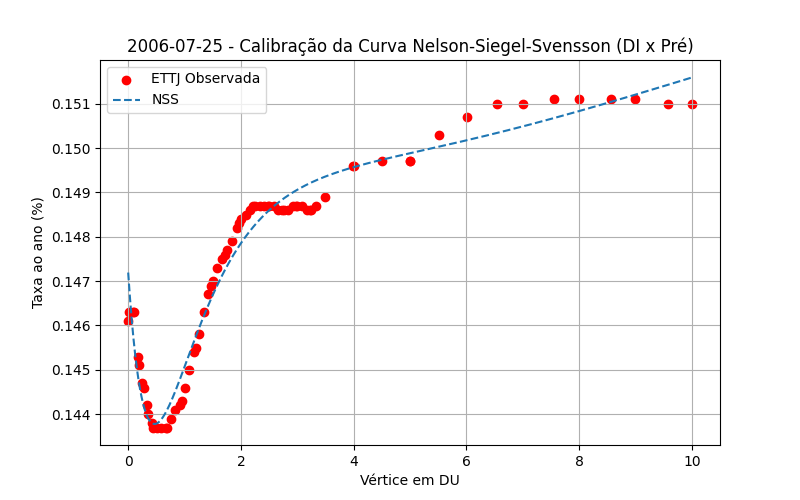 2006-07-25 - Calibração da Curva Nelson-Siegel-Svensson (DI x Pré)
ETTJ Observada
NSS
Taxa ao ano (%)
0.151
0.150
0.149
0.148
0.147
0.146
0.145
0.144
0 2 4 6 8 10
Vértice em DU